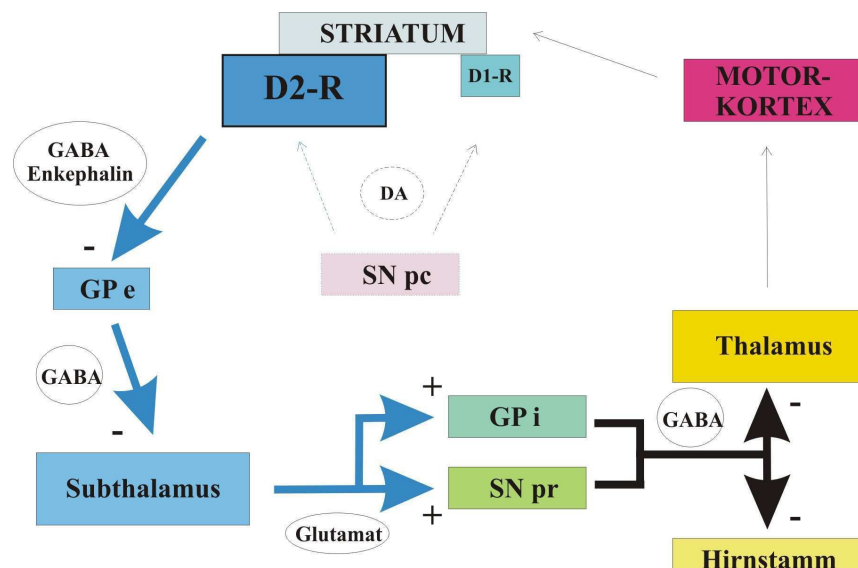 STRIATUM
D2-R
D1-R
MOTOR-
KORTEX
GABA
Enkephalin
DA
-
SN pc
GP e
GABA
-
Thalamus
+
GP i
GABA
-
Subthalamus
SN pr
+
Glutamat
-
Hirnstamm